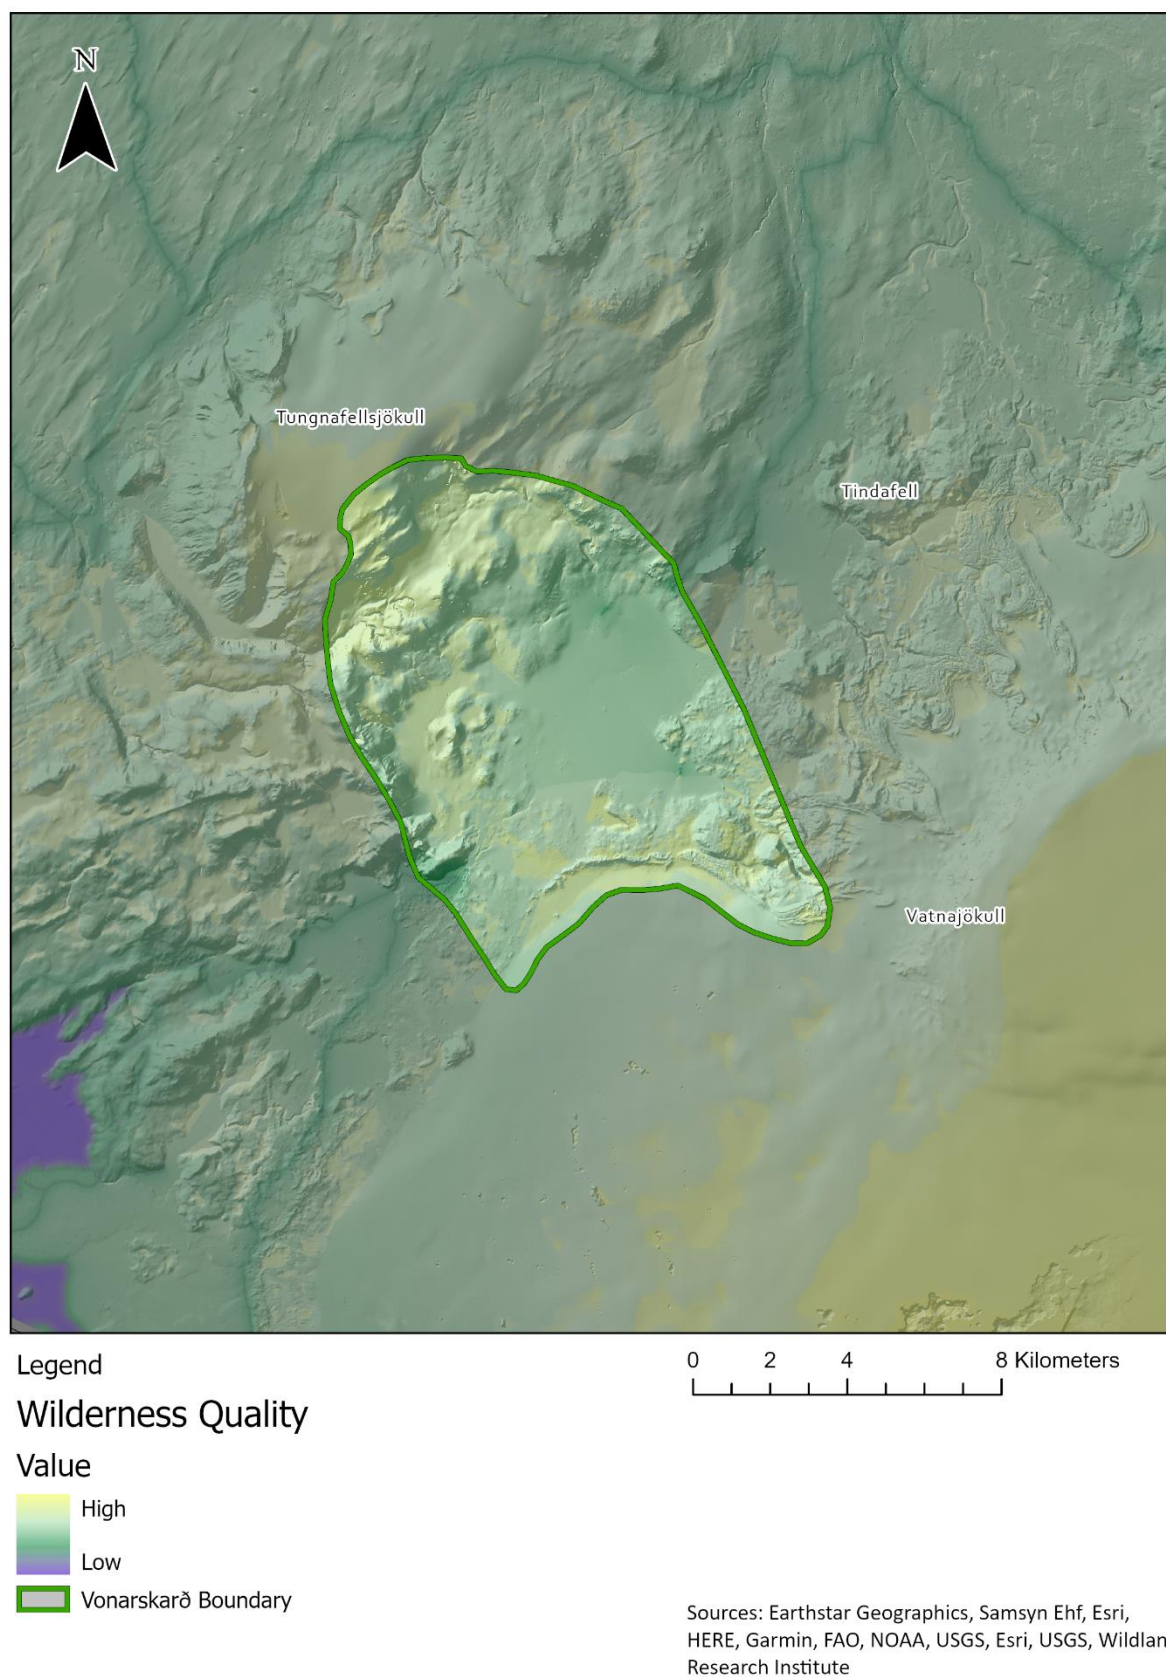 N
Tungnafellsjökull
Tindafell
Vatnajökull
Legend
0 2 4 8 Kilometers
Wilderness Quality
Value
High
Low
Vonarskarð Boundary
Sources: Earthstar Geographics, Samsyn Ehf, Esri,
HERE, Garmin, FAO, NOAA, USGS, Esri, USGS, Wildlan
Research Institute